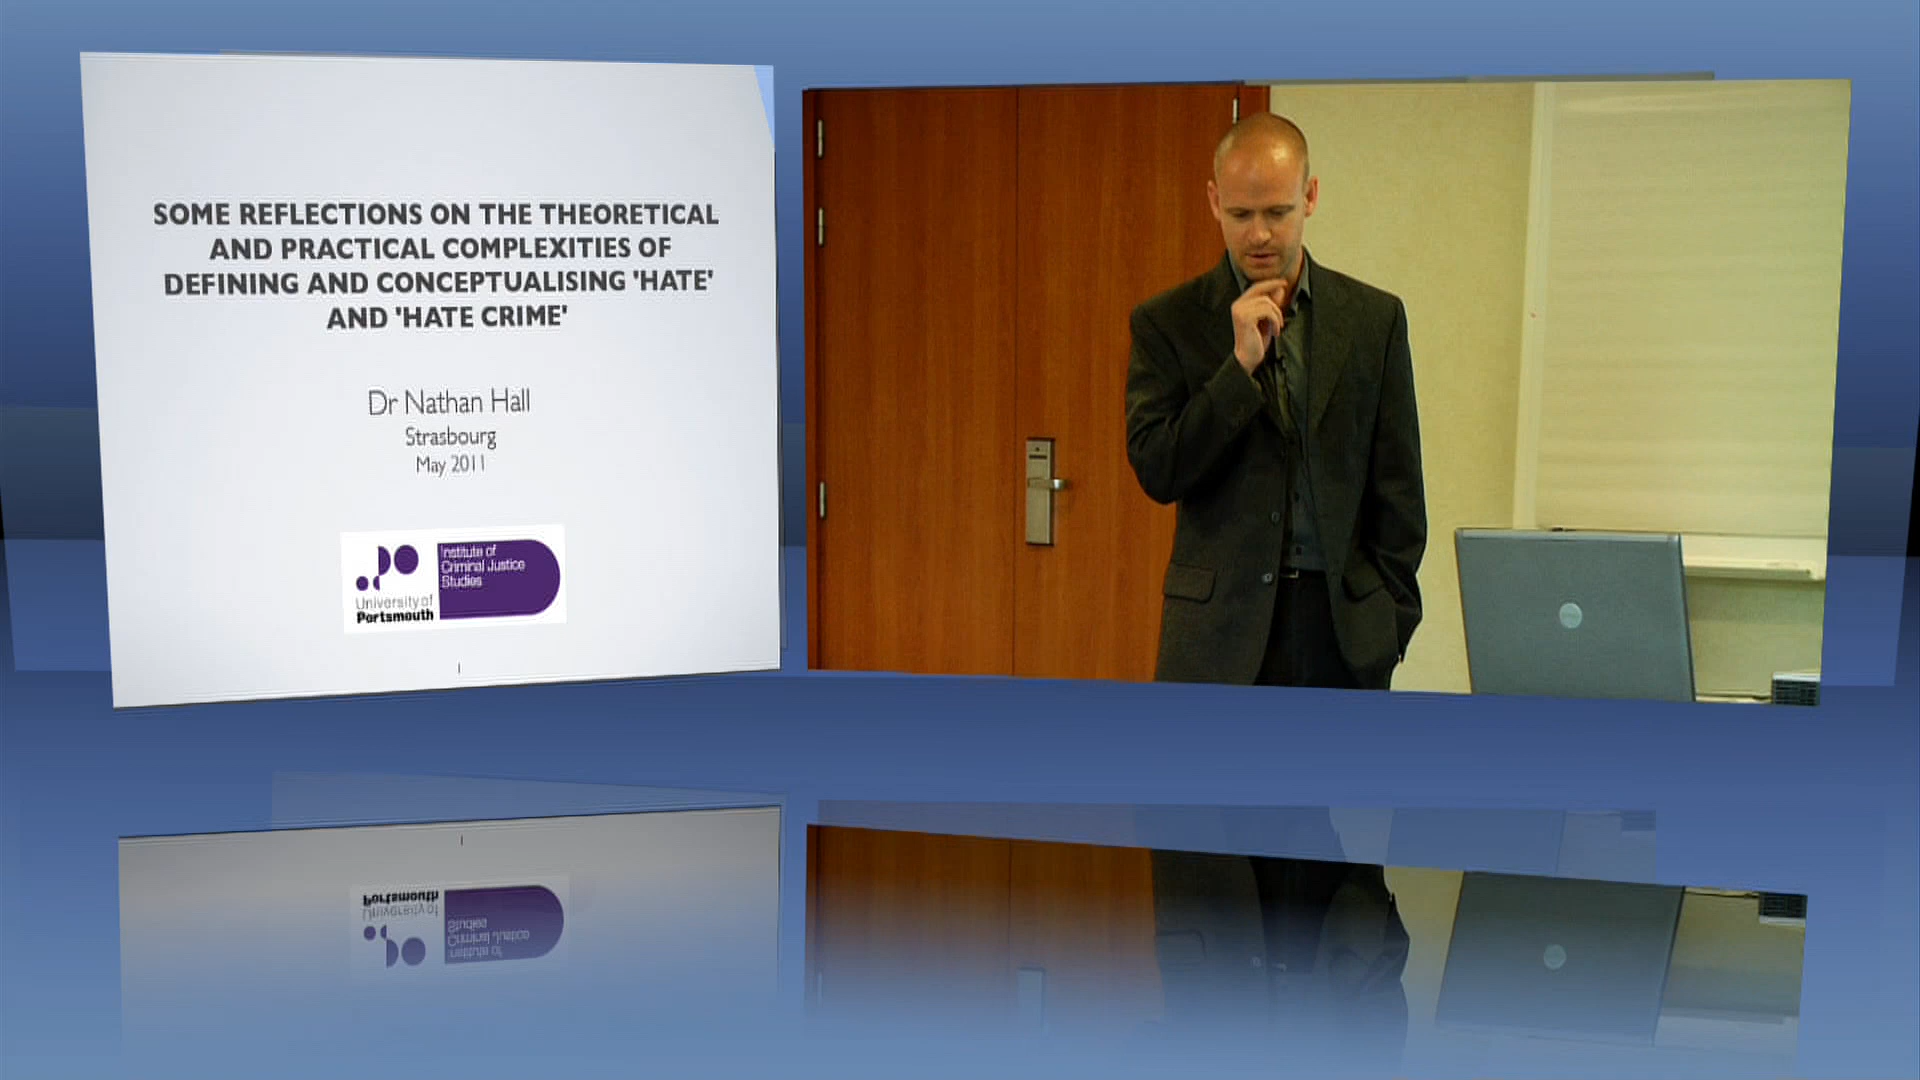 SOME REFLECTIONS ON THE THEORETICAL
AND PRACTICAL COMPLEXITIES OF
DEFINING AND CONCEPTUALISING 'HATE'
AND 'HATE CRIME'
Dr Nathan Hall
Strasbourg
May 2011
Institute of
Criminal Justice
Studies
University of
Portsmouth
1